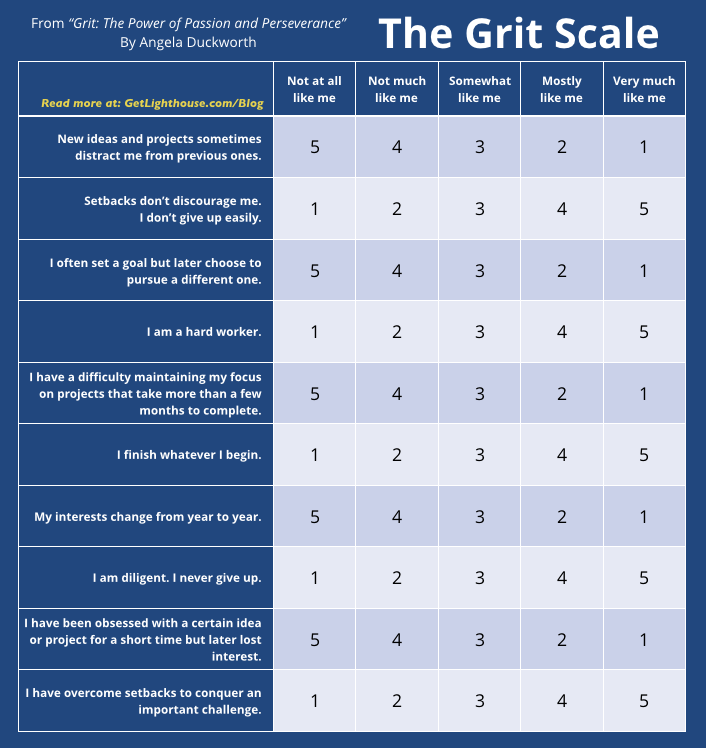 From “Grit: The Power of Passion and Perseverance”
By Angela Duckworth
The Grit Scale
Read more at: GetLighthouse.com/Blog
Not at all
like me
Not much
like me
Somewhat
like me
Mostly
like me
Very much
like me
New ideas and projects sometimes
distract me from previous ones.
5 4 3 2 1
Setbacks don’t discourage me.
I don’t give up easily.
1 2 3 4 5
I often set a goal but later choose to
pursue a different one.
5 4 3 2 1
I am a hard worker.
1 2 3 4 5
I have a difficulty maintaining my focus
on projects that take more than a few
months to complete.
5 4 3 2 1
I finish whatever I begin.
1 2 3 4 5
My interests change from year to year.
5 4 3 2 1
I am diligent. I never give up.
1 2 3 4 5
I have been obsessed with a certain idea
or project for a short time but later lost
interest.
5 4 3 2 1
I have overcome setbacks to conquer an
important challenge.
1 2 3 4 5